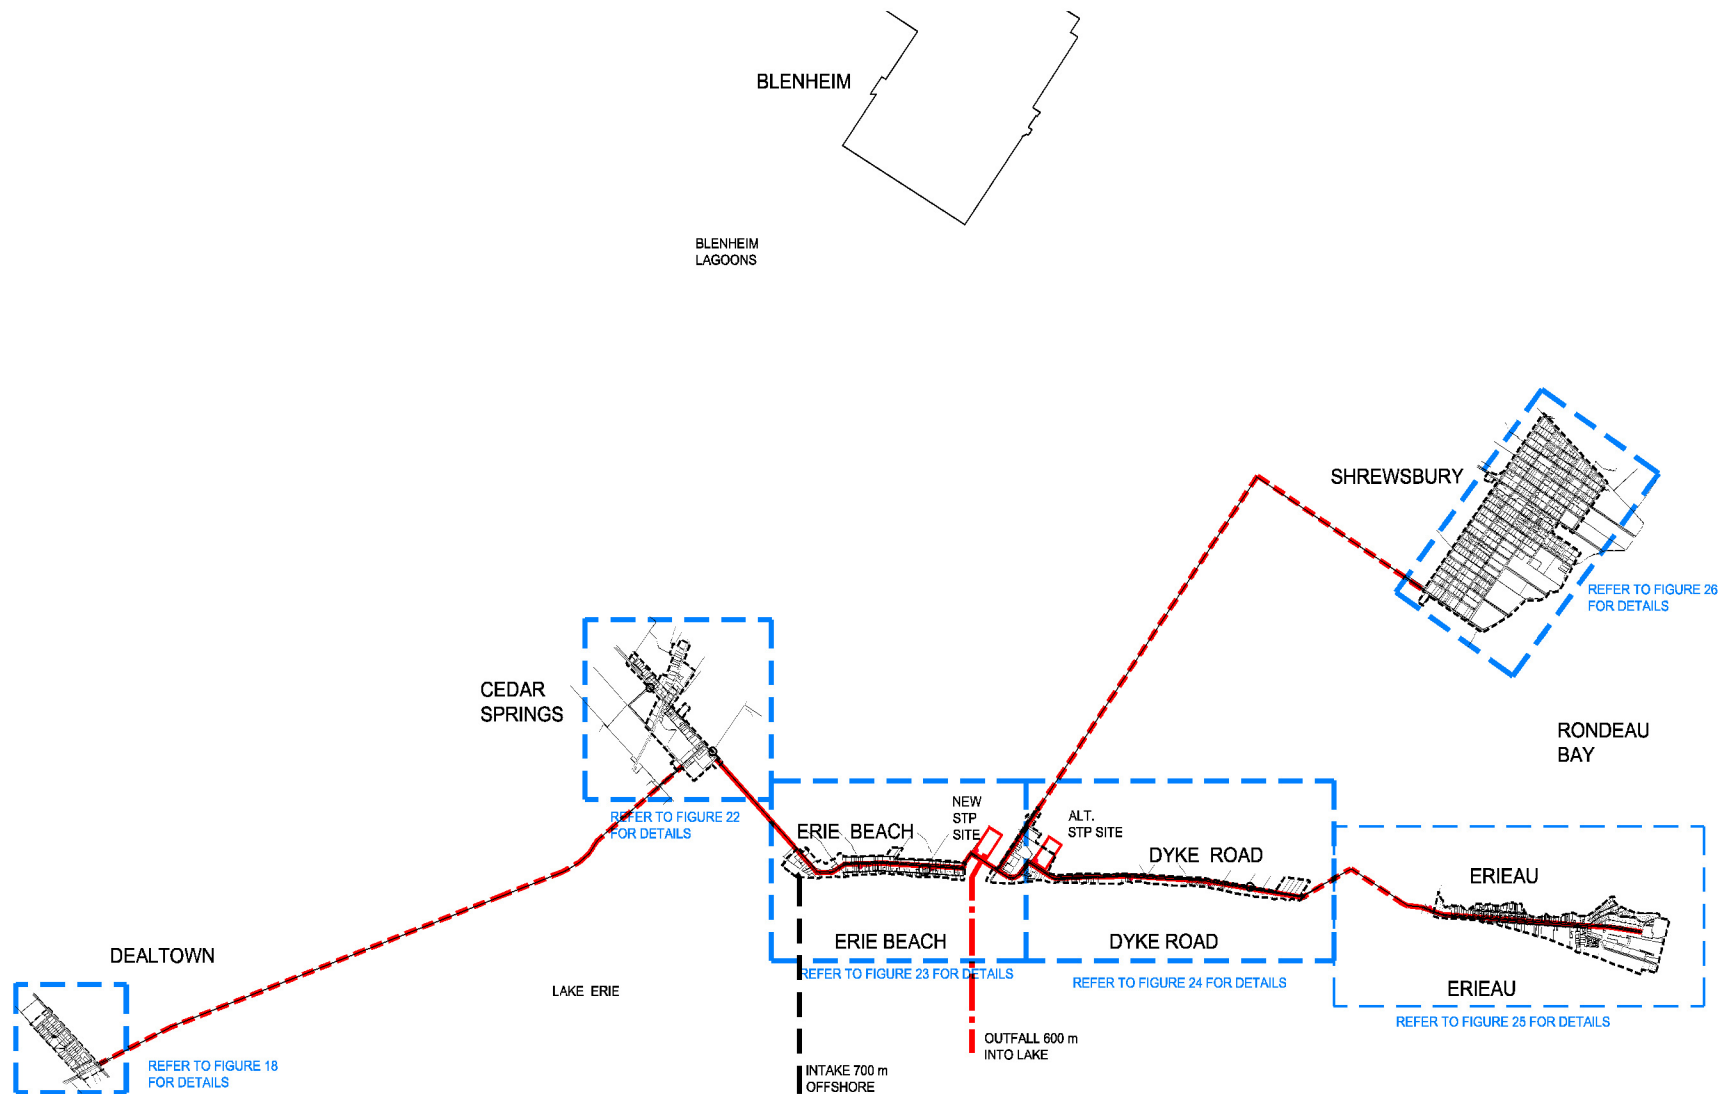 BLENHEIM
BLENHEIM
LAGOONS
SHREWSBURY
REFER TO FIGURE 26
FOR DETAILS
CEDAR
SPRINGS
RONDEAU
BAY
REFER TO FIGURE 22
FOR DETAILS
ERIE BEACH
NEW
STP
SITE
ALT.
STP SITE
DYKE ROAD
ERIEAU
DEALTOWN
ERIE BEACH
DYKE ROAD
REFER TO FIGURE 23 FOR DETAILS
REFER TO FIGURE 24 FOR DETAILS
LAKE ERIE
ERIEAU
REFER TO FIGURE 25 FOR DETAILS
OUTFALL 600 m
INTO LAKE
REFER TO FIGURE 18
FOR DETAILS
INTAKE 700 m
OFFSHORE